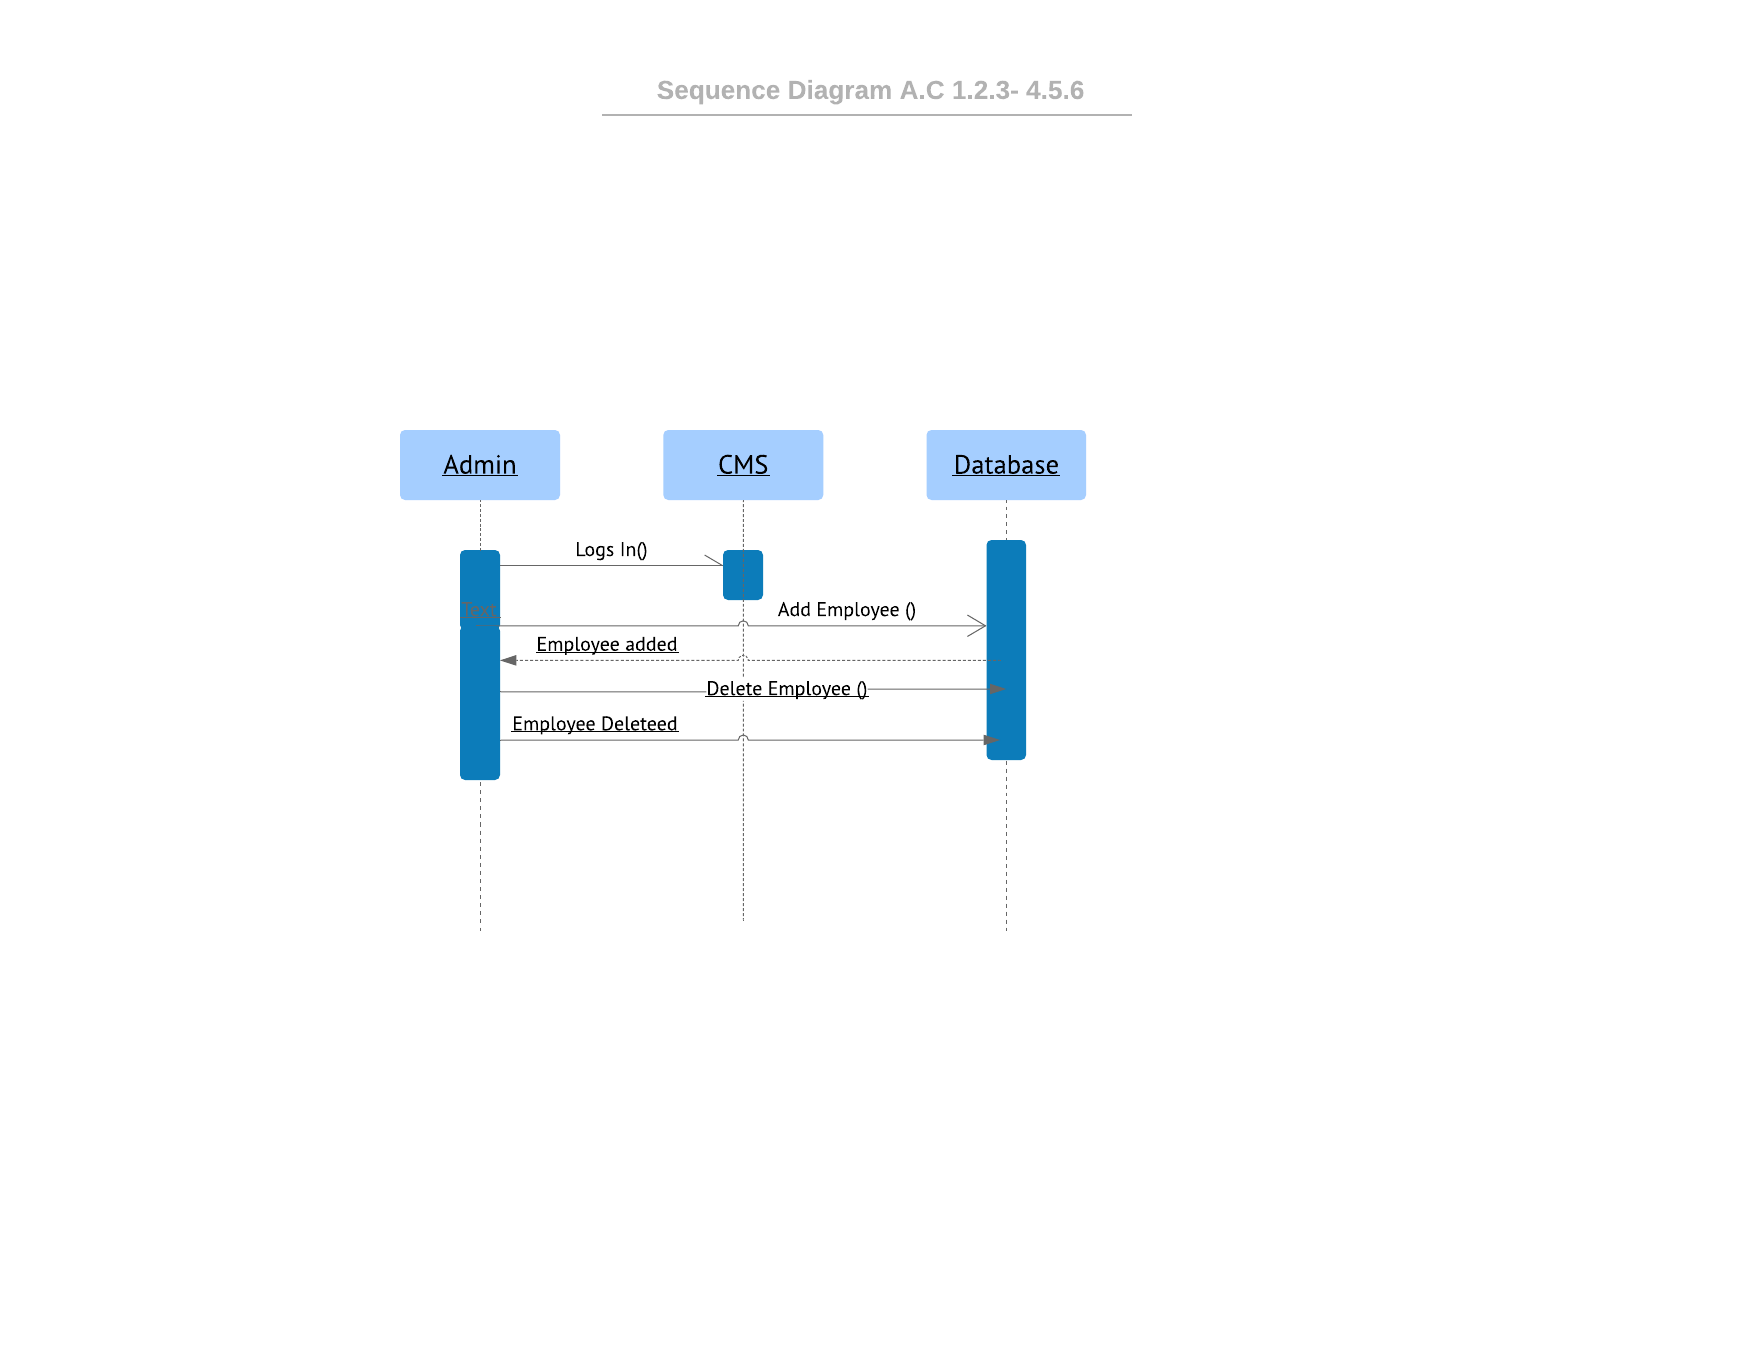 Sequence Diagram A.C 1.2.3- 4.5.6
Admin
CMS
Database
Logs In()
Text
Add Employee ()
Employee added
Delete Employee ()
Employee Deleteed